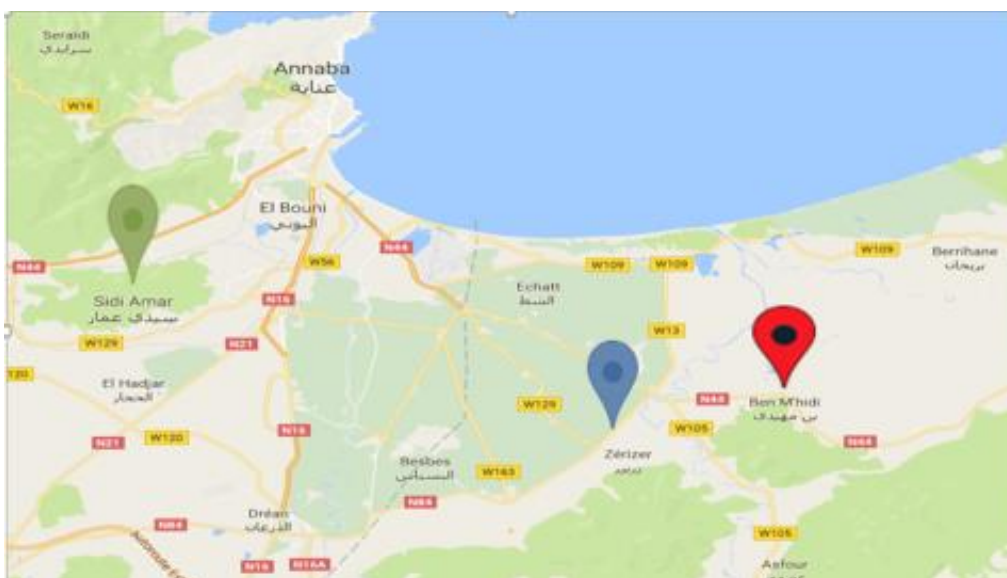 Seraïdi
سرايدي
Annaba
عنابة
W16
El Bouni
البوني
N44
W56
N44
Sidi Amar
سيدي عمار
N16
W129
N21
120
El Hadjar
الحجار
N21
W120
N16
Echatt
الشط
W109
W109
W109
Berrihane
بريحان
W13
W129
N44
Ben M'hidi
بن مهيدي
W105
N44
Zérizer
Besbes
البسباس
W163
N84
Dréan
الذرعان
N84
N16
N16A
W105
Asfour